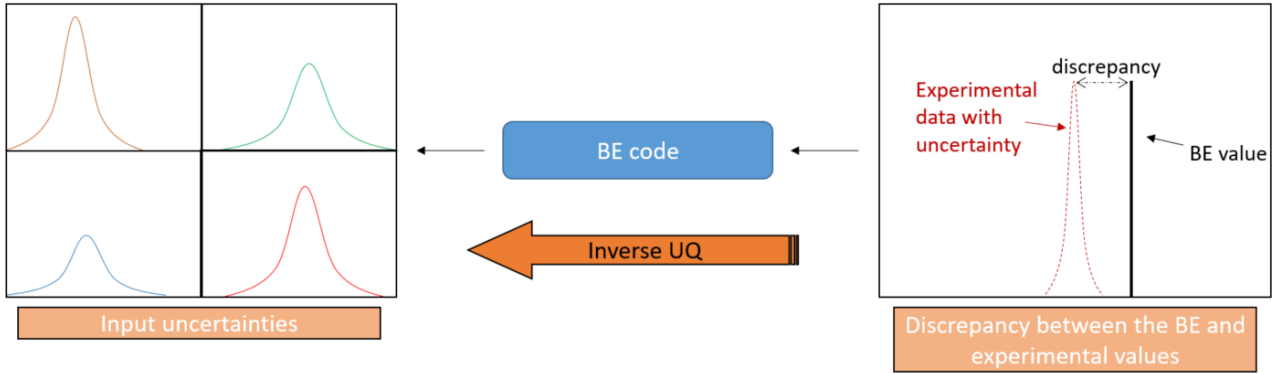 Input uncertainties
BE code
Inverse UQ
discrepancy
Experimental
data with
uncertainty
BE value
Discrepancy between the BE and
experimental values